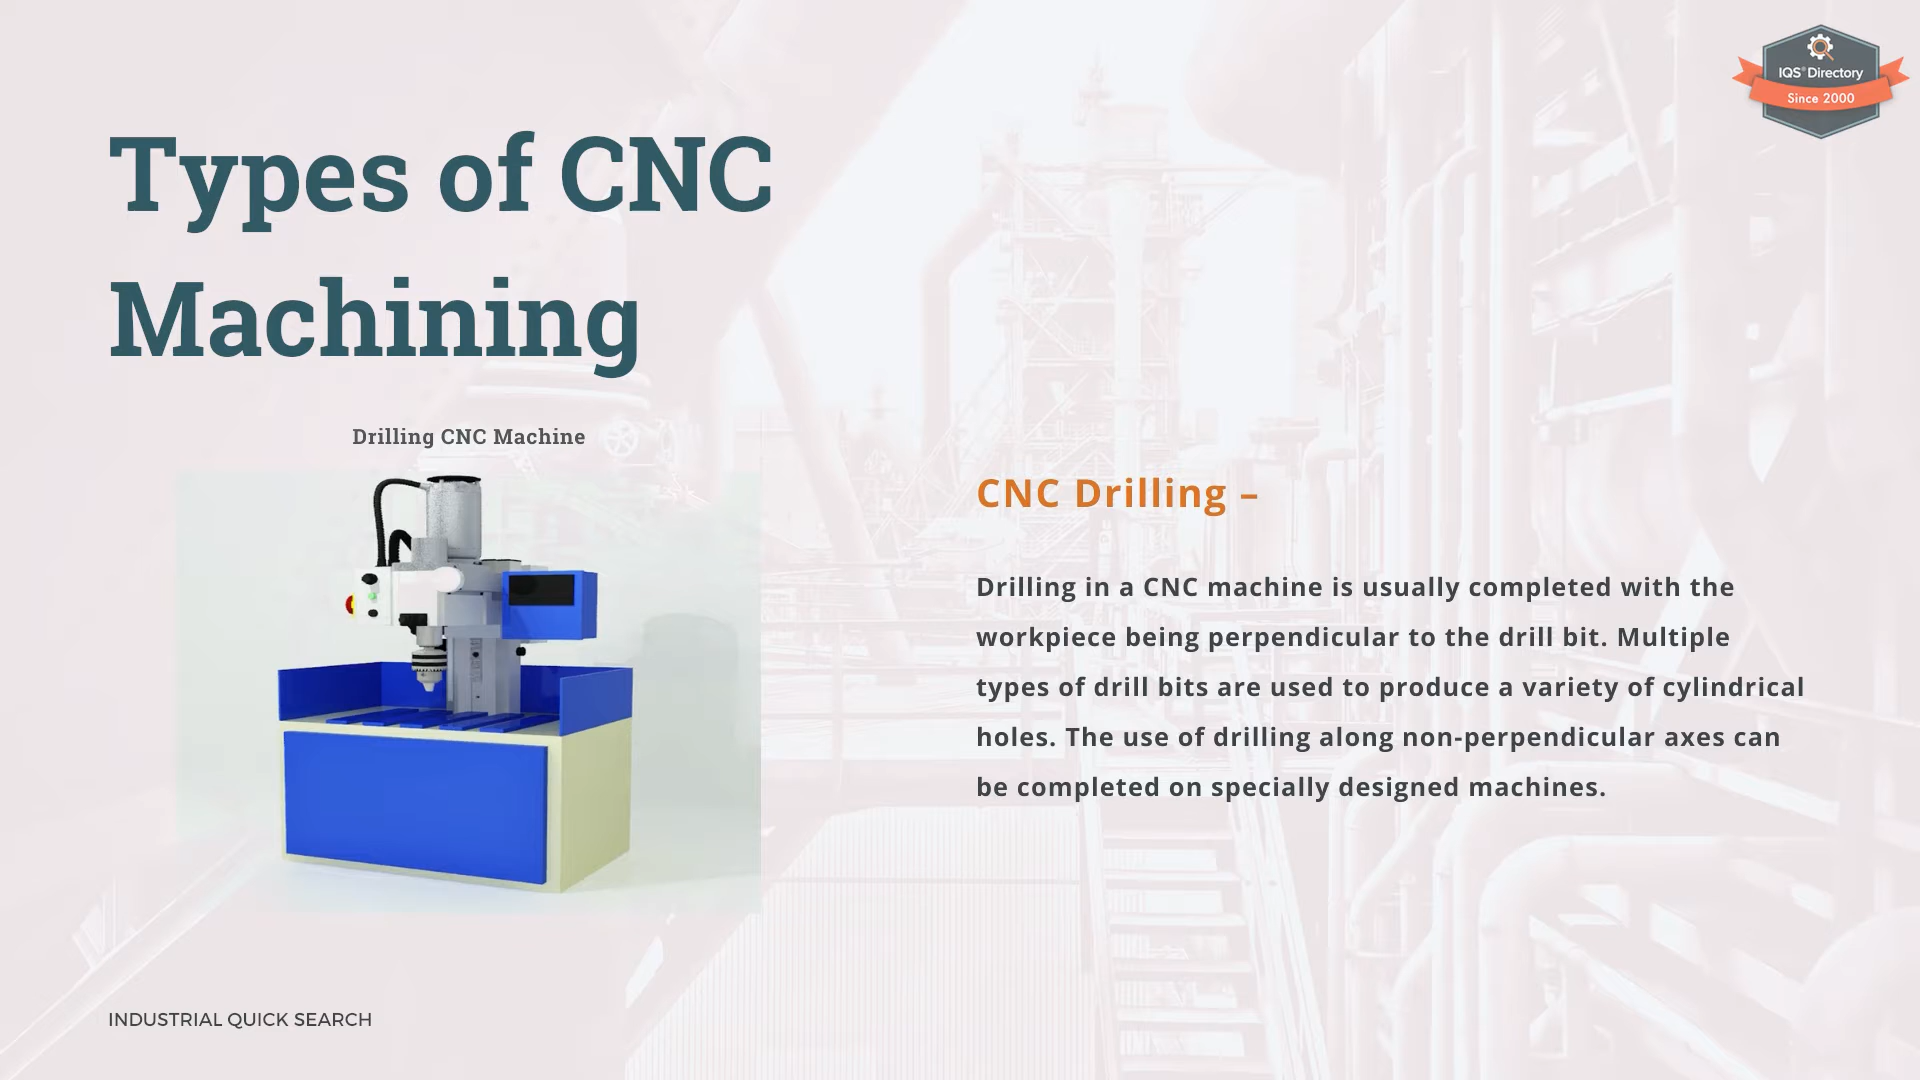 IQS® Directory
Since 2000
Types of CNC
Machining
Drilling CNC Machine
CNC Drilling –
Drilling in a CNC machine is usually completed with the
workpiece being perpendicular to the drill bit. Multiple
types of drill bits are used to produce a variety of cylindrical
holes. The use of drilling along non-perpendicular axes can
be completed on specially designed machines.
INDUSTRIAL QUICK SEARCH